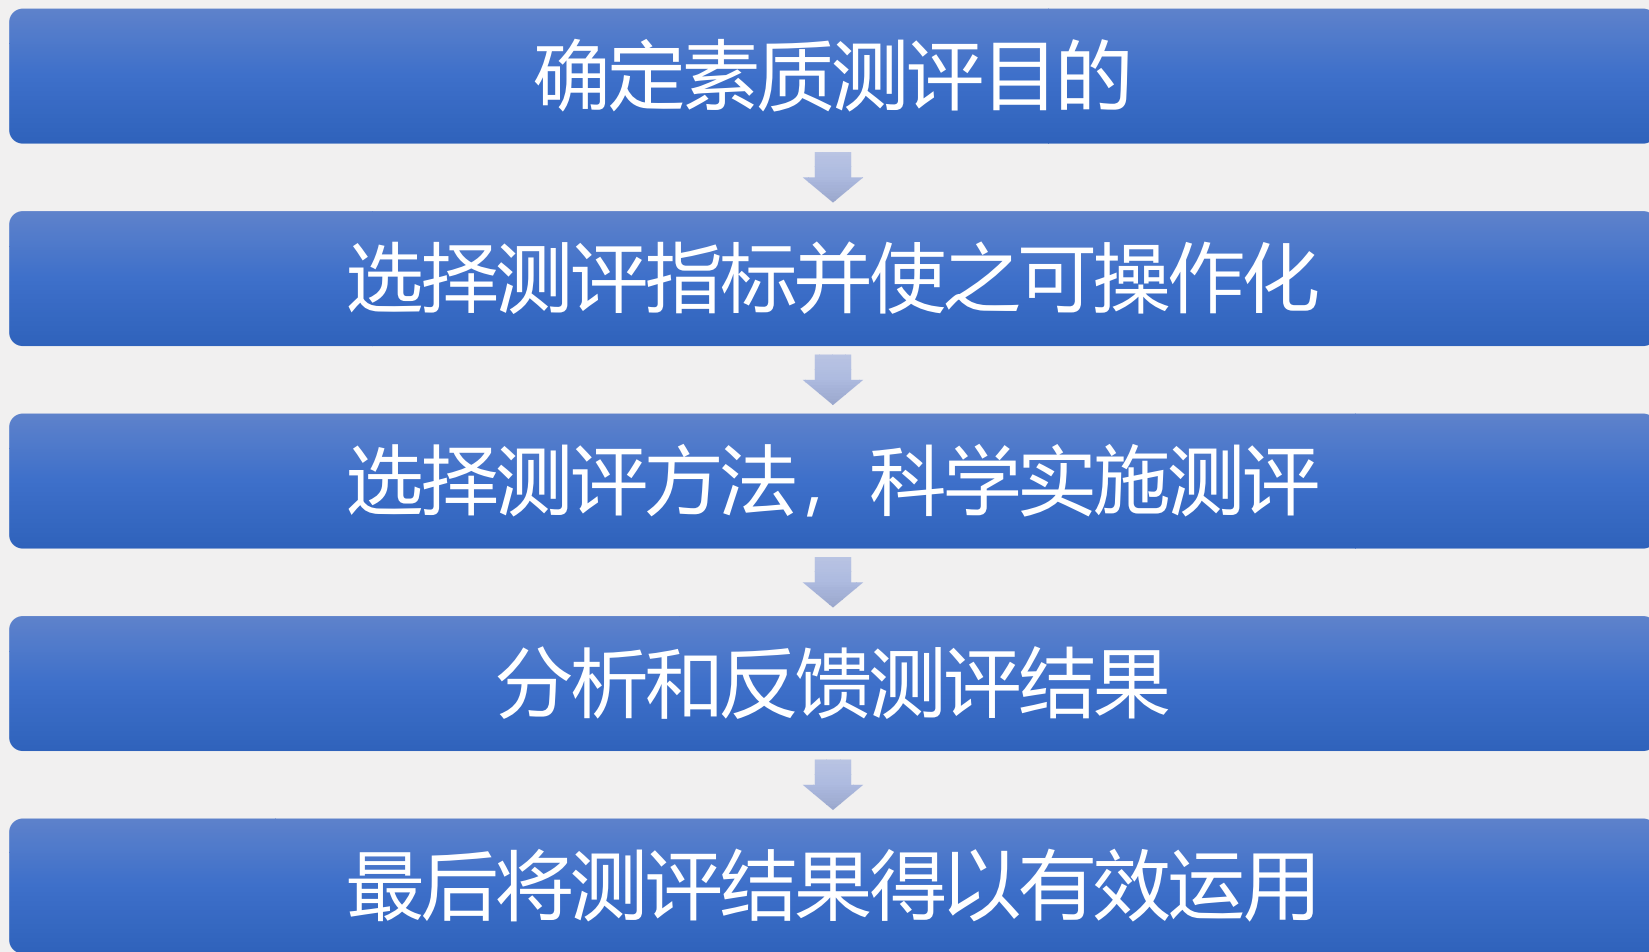 确定素质测评目的
选择测评指标并使之可操作化
选择测评方法，科学实施测评
分析和反馈测评结果
最后将测评结果得以有效运用